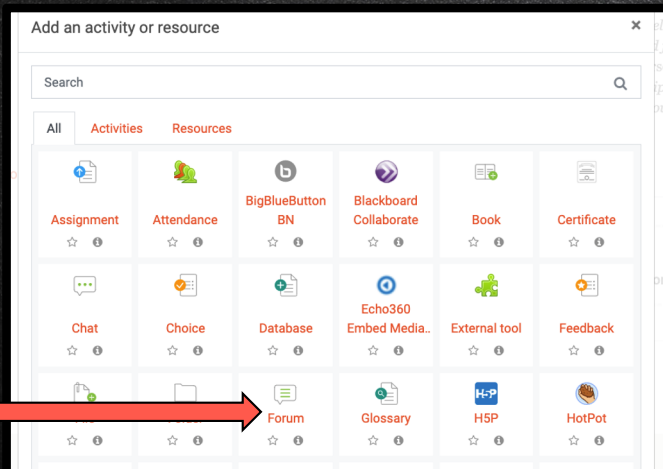 Add an activity or resource
Search
All Activities Resources
Assignment Attendance BigBlueButton BN Blackboard Collaborate Book Certificate
Chat Choice Database Echo360 Embed Media.. External tool Feedback
Forum Glossary H-P H5P HotPot